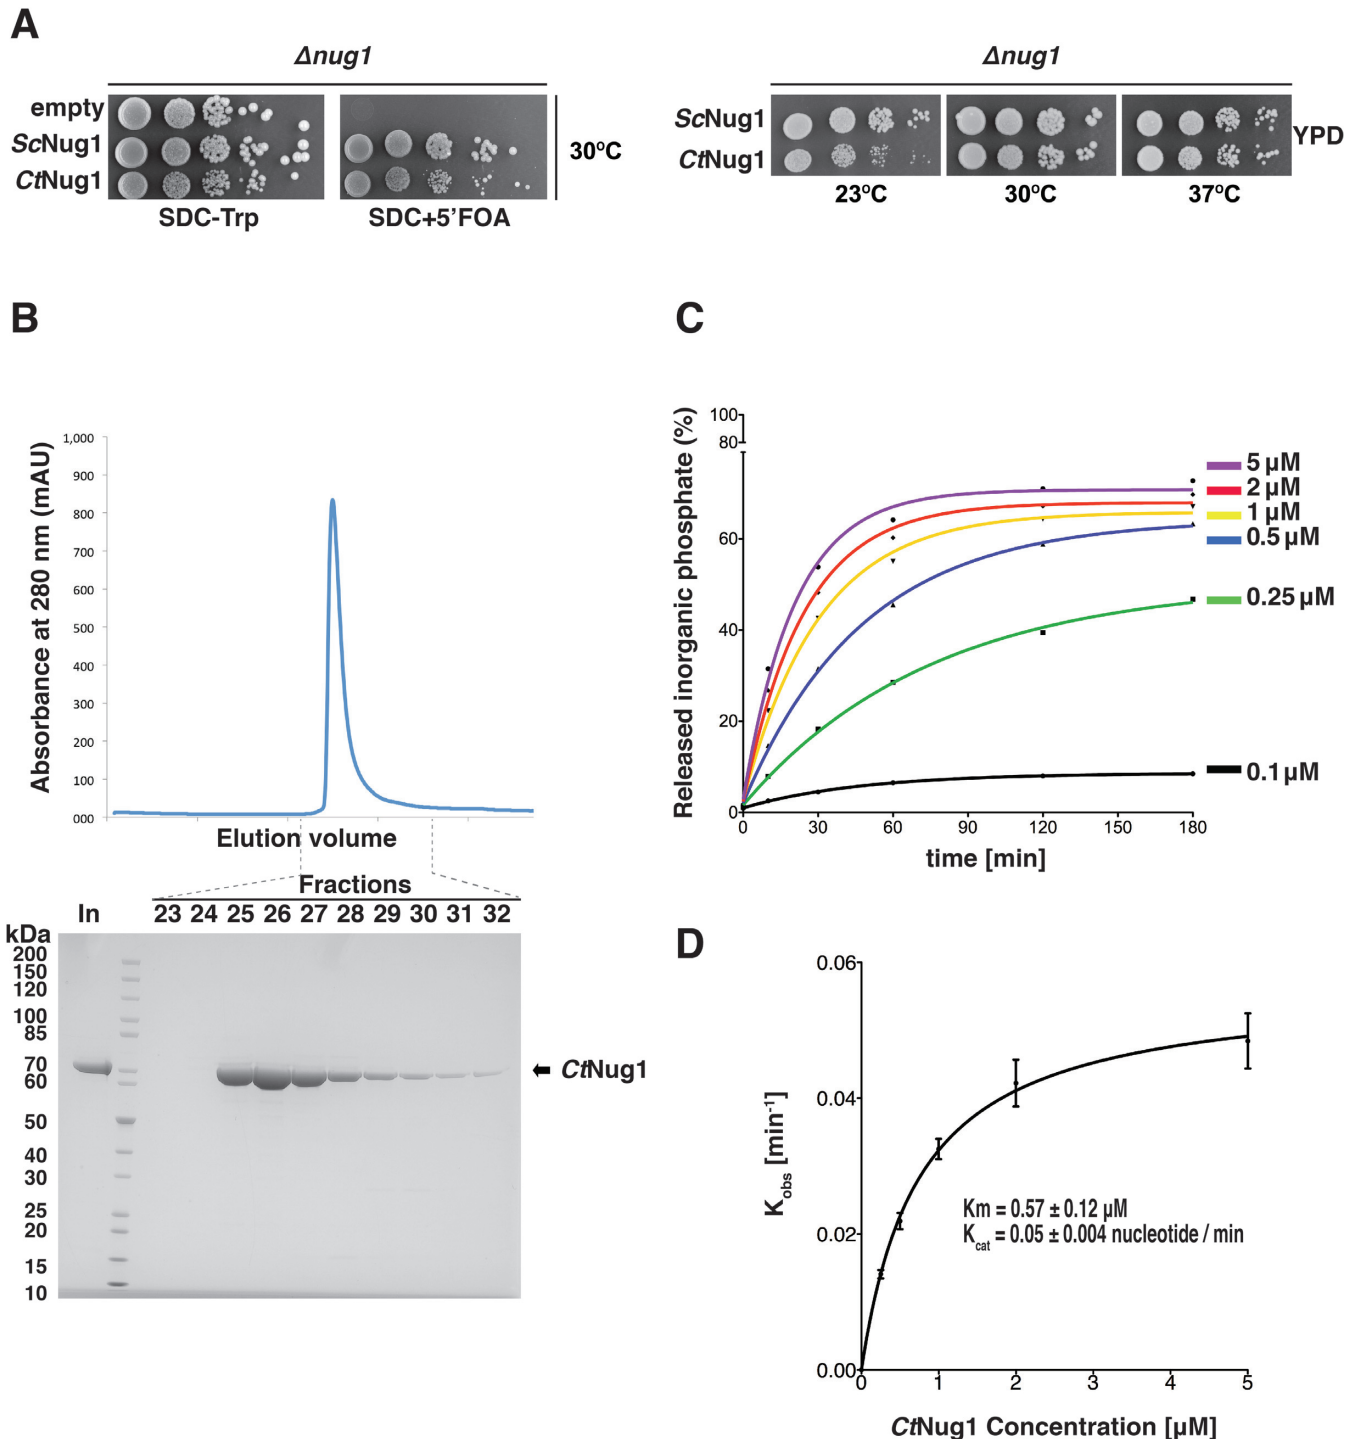 A
Δnug1
Δnug1
empty
ScNug1
CtNug1
SDC-Trp
SDC+5'FOA
30ºC
ScNug1
CtNug1
YPD
23ºC
30ºC
37ºC
B
Absorbance at 280 nm (mAU)
1,000
900
800
700
600
500
400
300
200
100
000
Elution volume
Fractions
In 23 24 25 26 27 28 29 30 31 32
kDa
200
150
120
100
85
70
60
50
40
30
25
20
15
10
CtNug1
C
Released inorganic phosphate (%)
100
80
60
40
20
0
0 30 60 90 120 150 180
time [min]
5 µM
2 µM
1 µM
0.5 µM
0.25 µM
0.1 µM
D
Kobs [min-1]
0.06
0.04
0.02
0.00
0 1 2 3 4 5
Km = 0.57 ± 0.12 µM
Kcat = 0.05 ± 0.004 nucleotide / min
CtNug1 Concentration [µM]